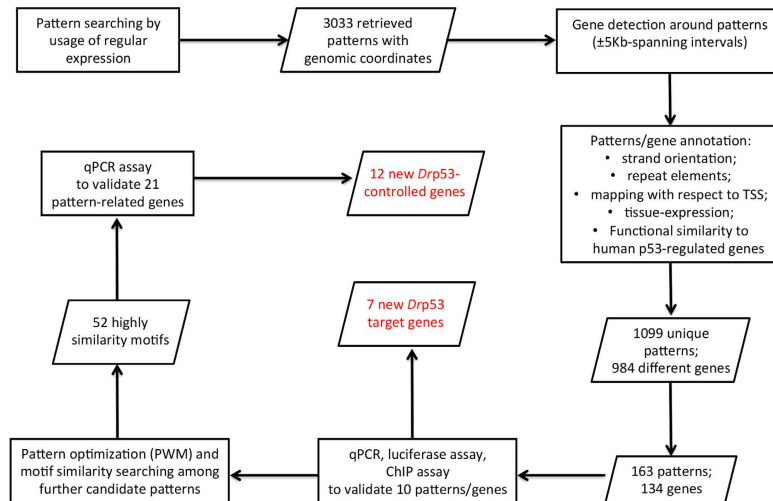 Pattern searching by
usage of regular
expression
3033 retrieved
patterns with
genomic coordinates
Gene detection around patterns
(±5Kb-spanning intervals)
Patterns/gene annotation:
• strand orientation;
• repeat elements;
• mapping with respect to TSS;
• tissue-expression;
• Functional similarity to
human p53-regulated genes
1099 unique
patterns;
984 different genes
163 patterns;
134 genes
qPCR, luciferase assay,
ChIP assay
to validate 10 patterns/genes
7 new Drp53
target genes
Pattern optimization (PWM) and
motif similarity searching among
further candidate patterns
52 highly
similarity motifs
qPCR assay
to validate 21
pattern-related genes
12 new Drp53-
controlled genes